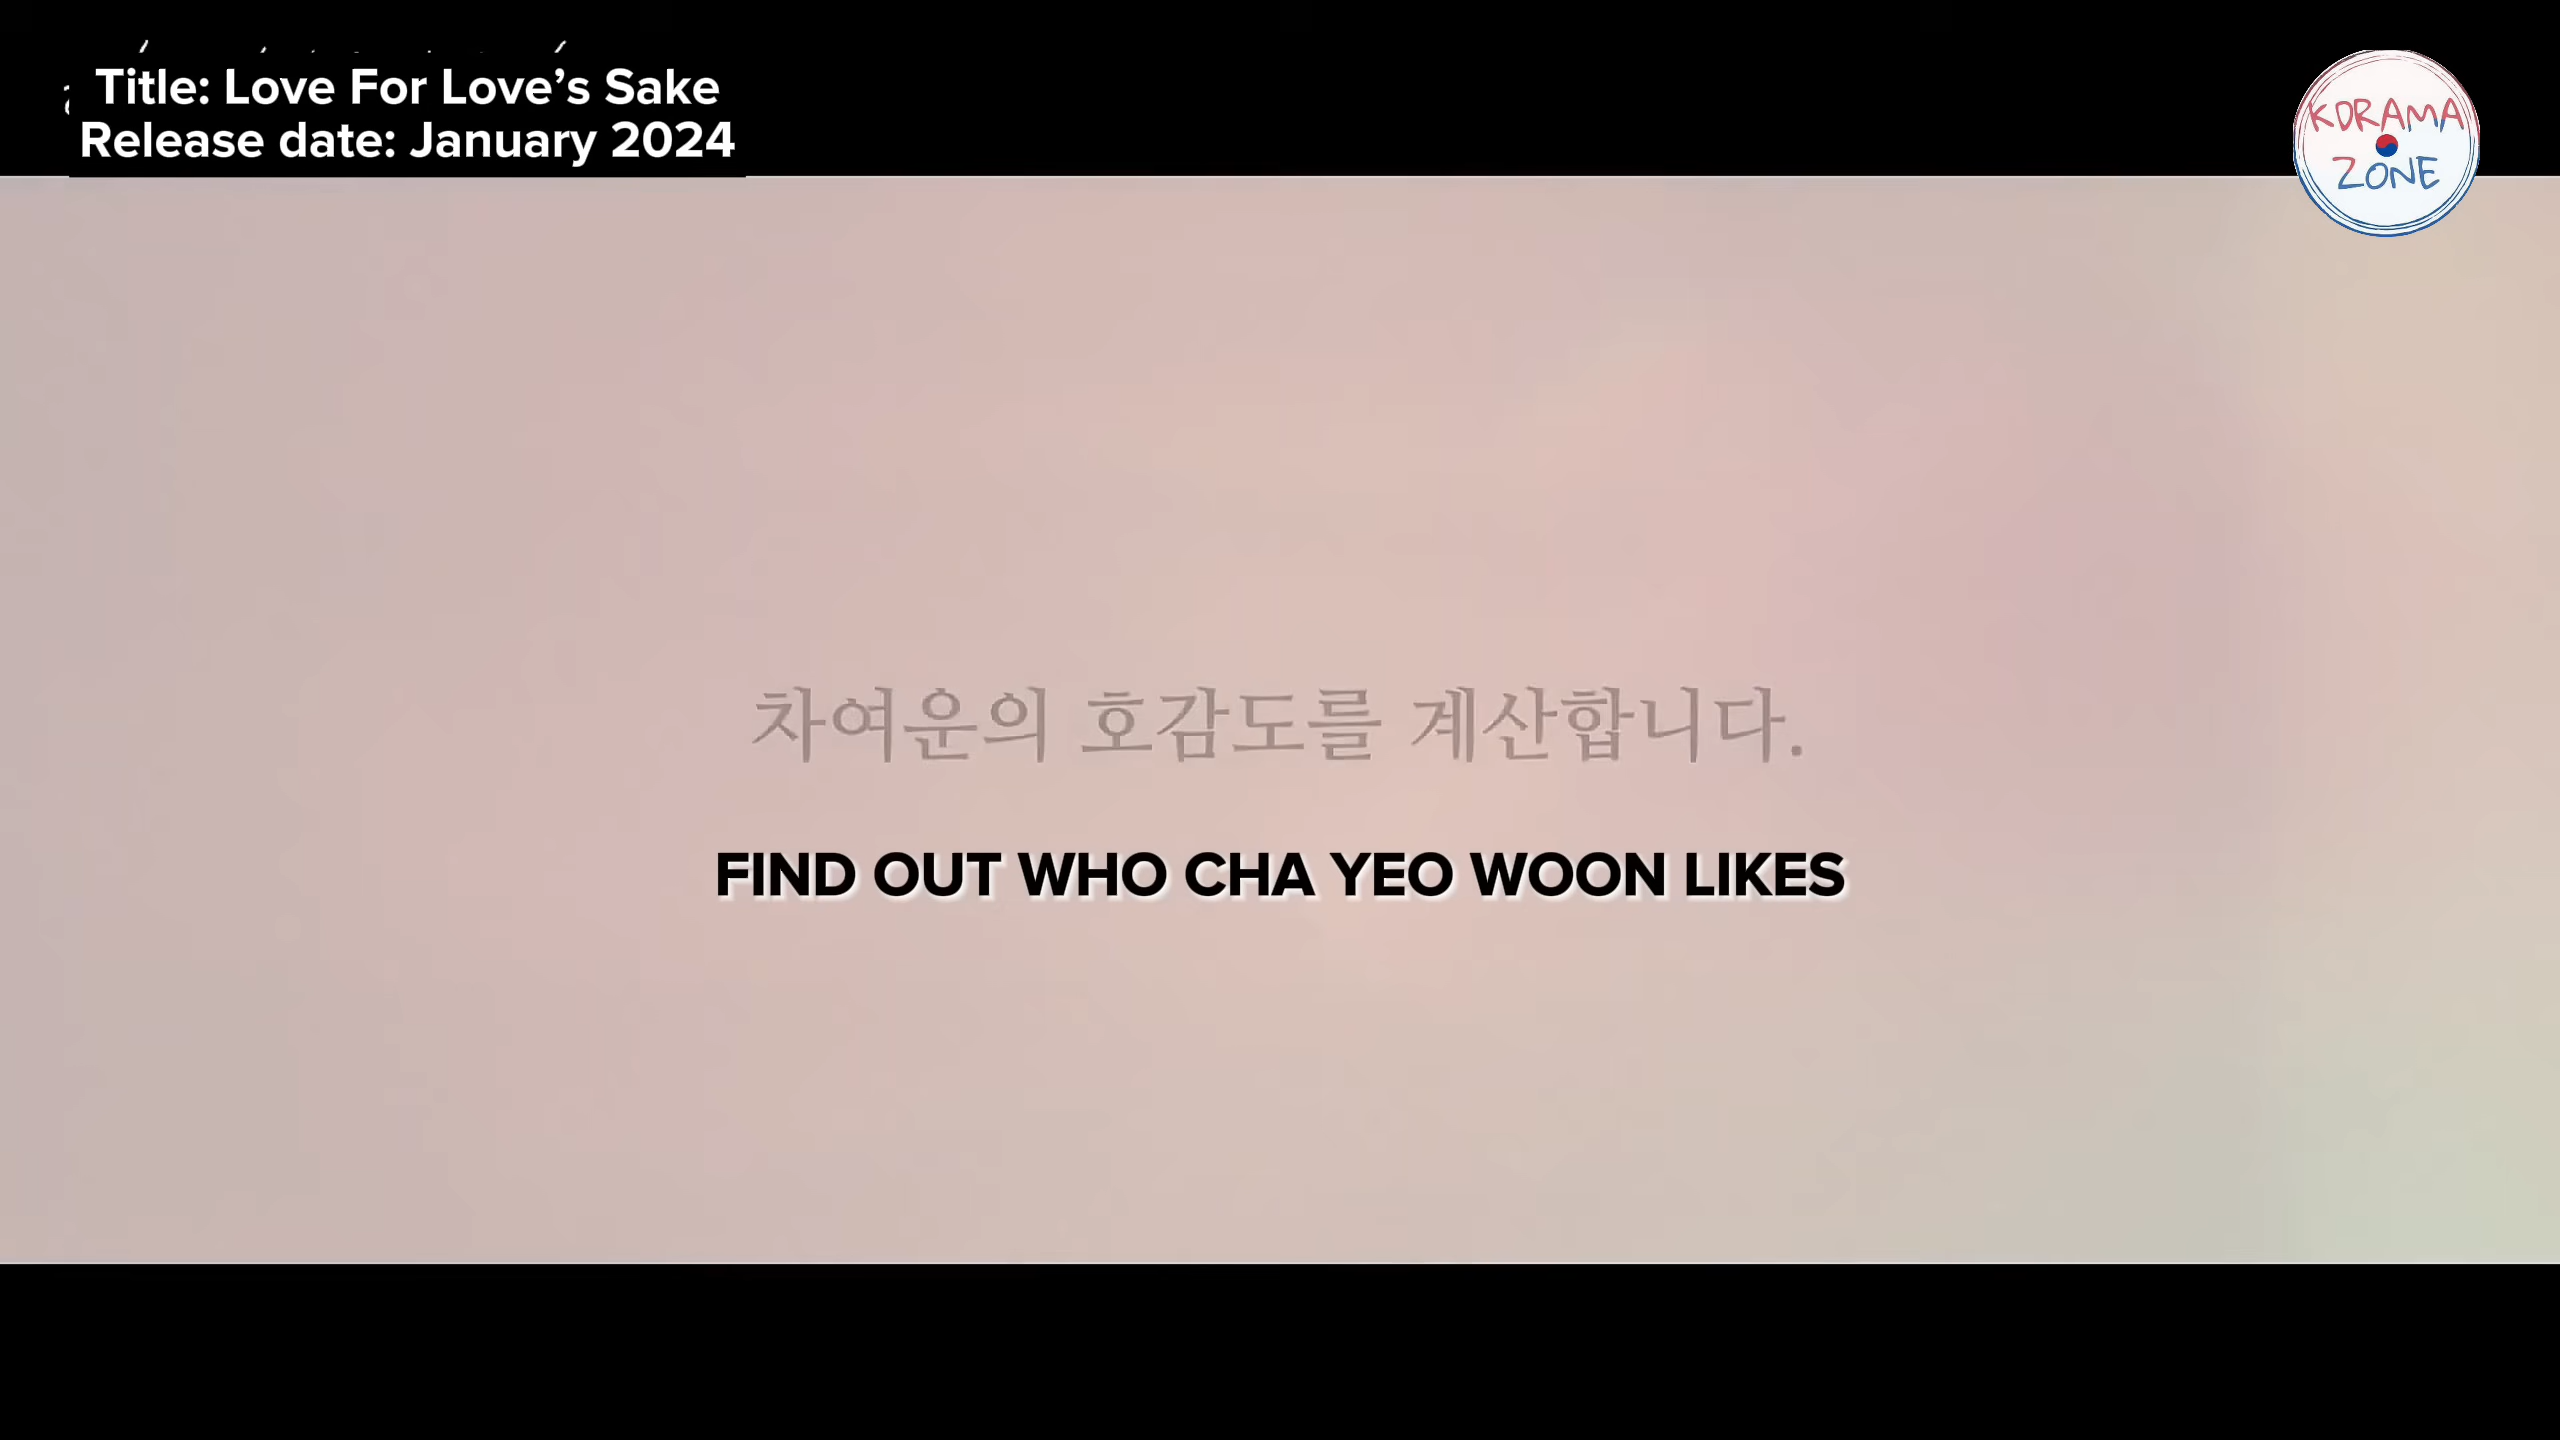 Title: Love For Love’s Sake
Release date: January 2024
KDRAMA
ZONE
차여운의 호감도를 계산합니다.
FIND OUT WHO CHA YEO WOON LIKES